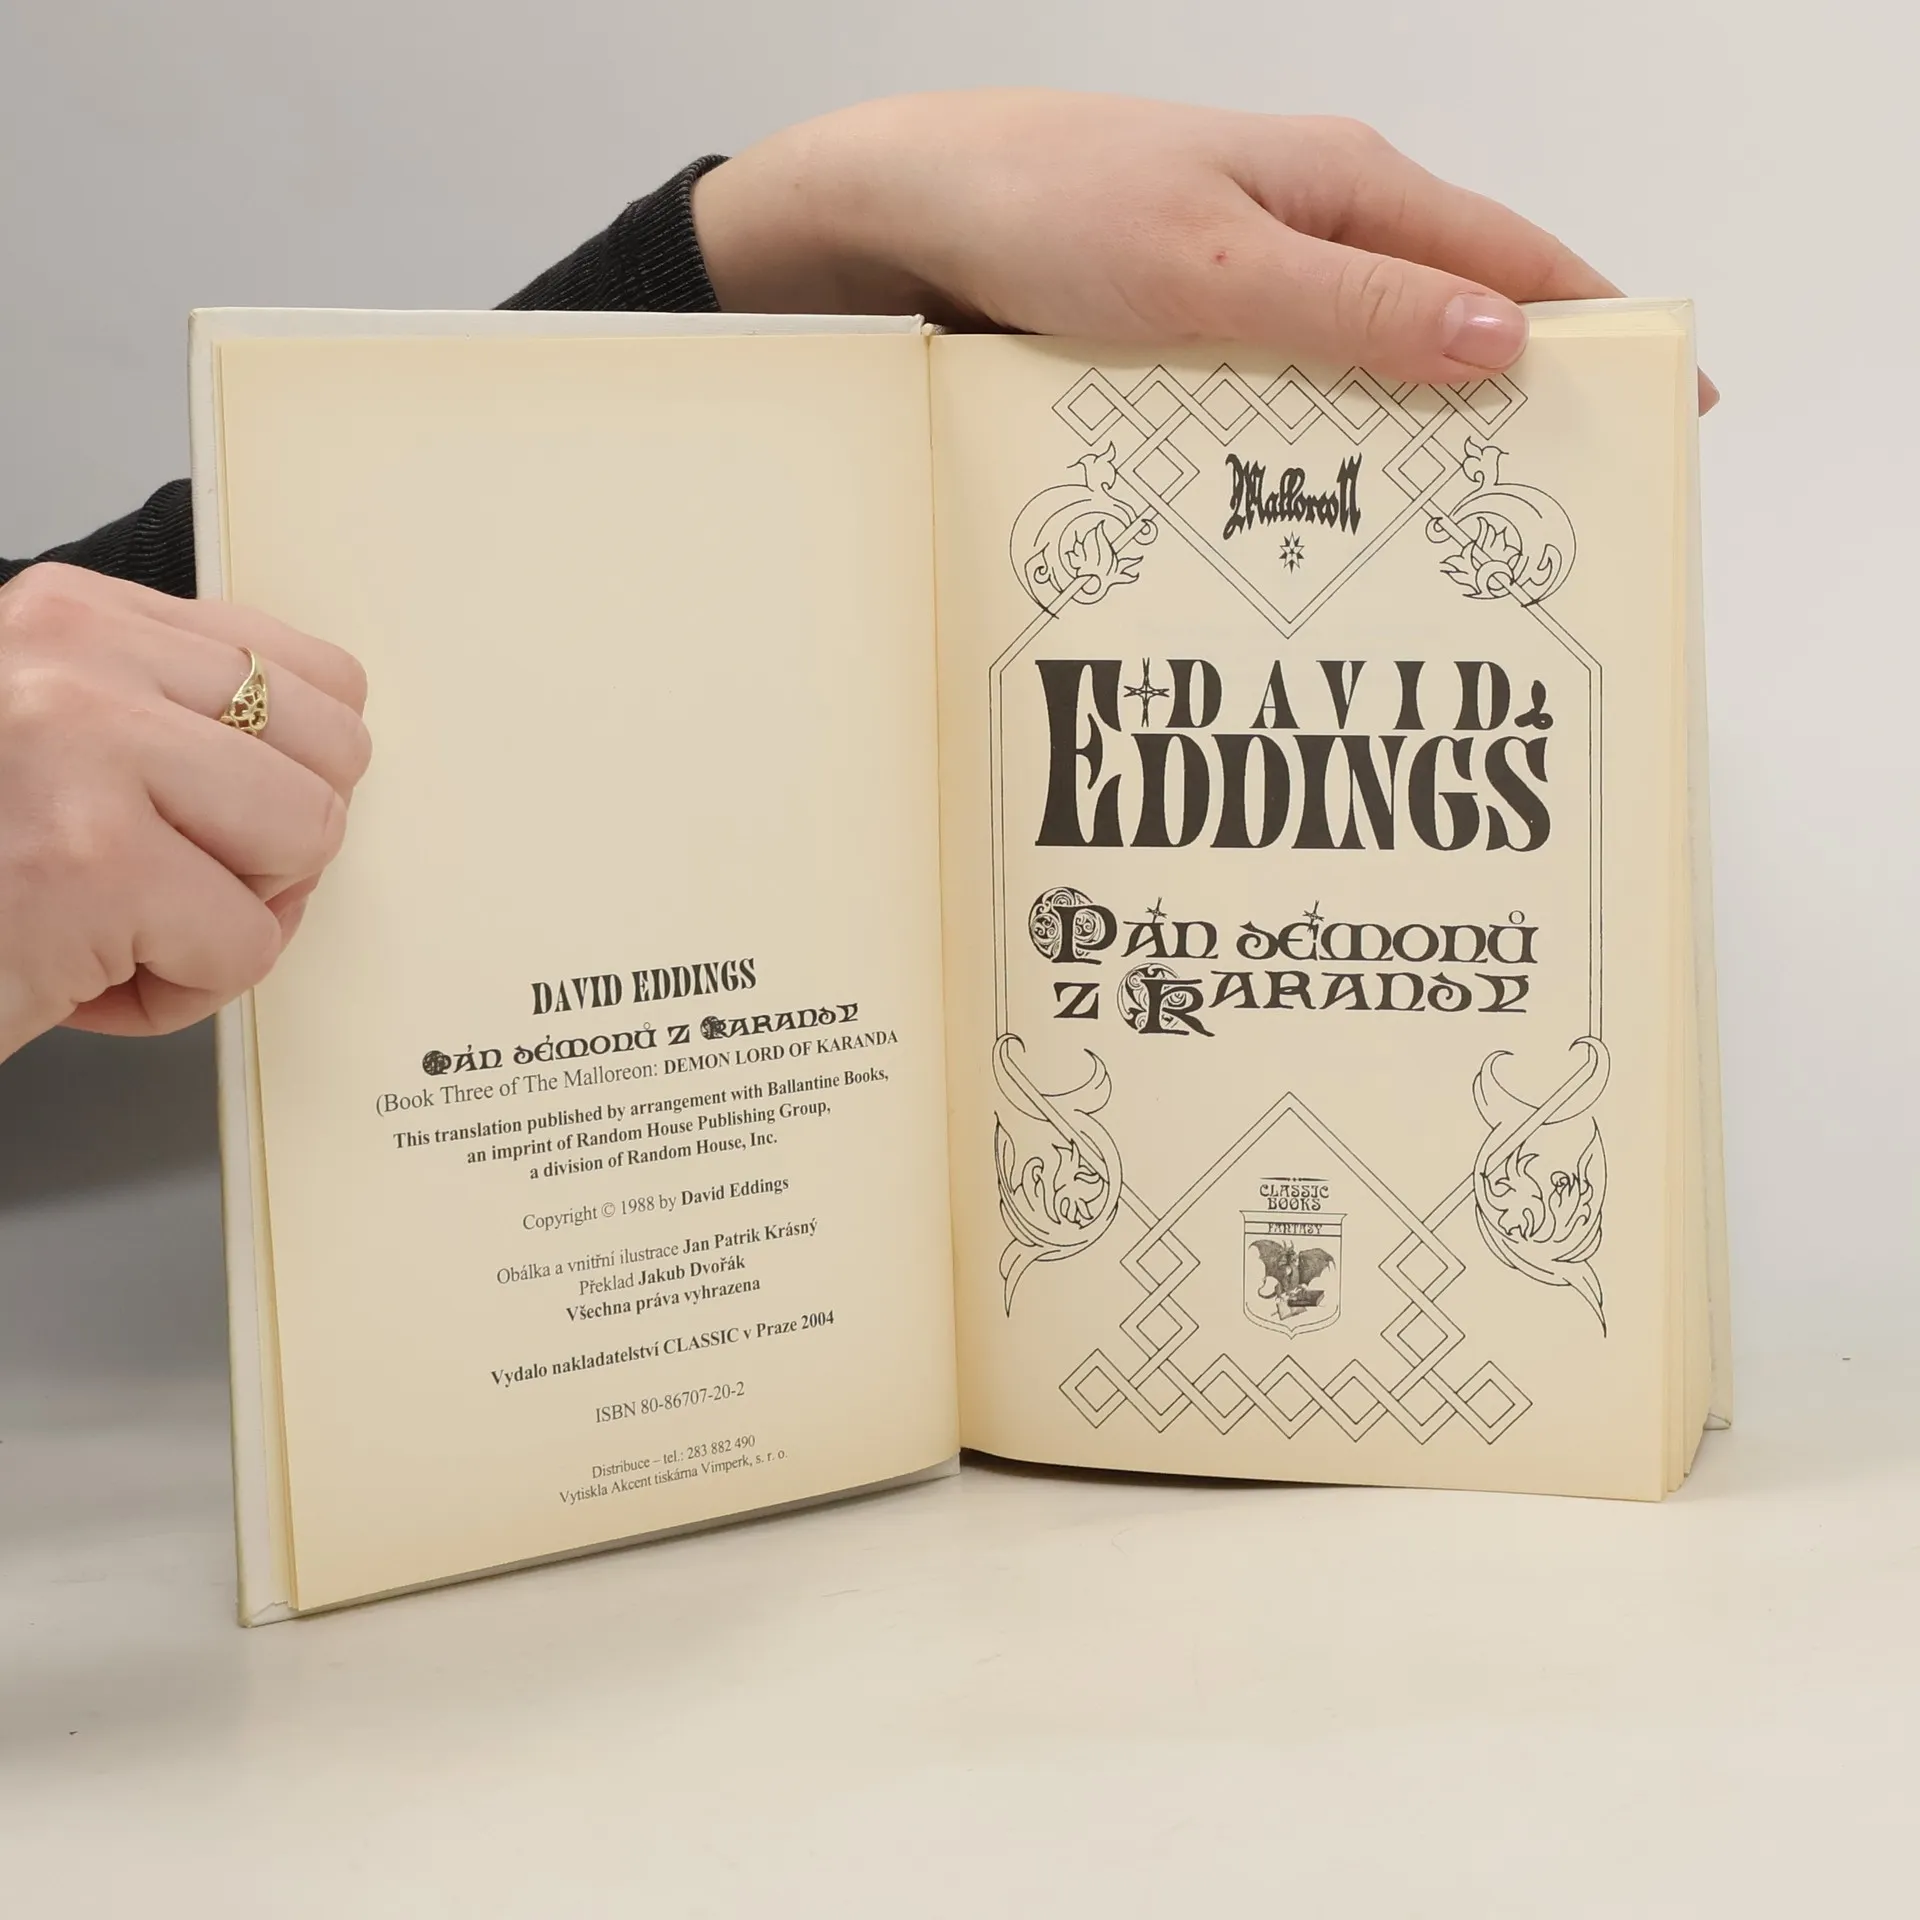 DAVID EDDINGS
PÁN DÉMONŮ Z KARANDY
(Book Three of The Malloreon: DEMON LORD OF KARANDA
This translation published by arrangement with Ballantine Books,
an imprint of Random House Publishing Group,
a division of Random House, Inc.
Copyright © 1988 by David Eddings
Obálka a vnitřní ilustrace Jan Patrik Krásný
Překlad Jakub Dvořák
Všechna práva vyhrazena
Vydalo nakladatelství CLASSIC v Praze 2004
ISBN 80-86707-20-2
Distribuce – tel.: 283 882 490
Vytiskla Akcent tiskárna Vimperk, s. r. o.
Malloreon
DAVID
EDDINGS
PÁN DÉMONŮ
Z KARANDY
CLASSIC
BOOKS
FANTASY